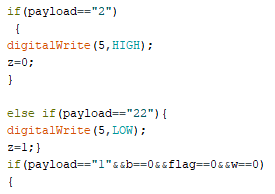 if(payload=="2")
{
digitalWrite(5,HIGH);
z=0;
}
else if(payload=="22"){
digitalWrite(5,LOW);
z=1;}
if(payload=="1"&&b==0&&flag==0&&w==0)
{